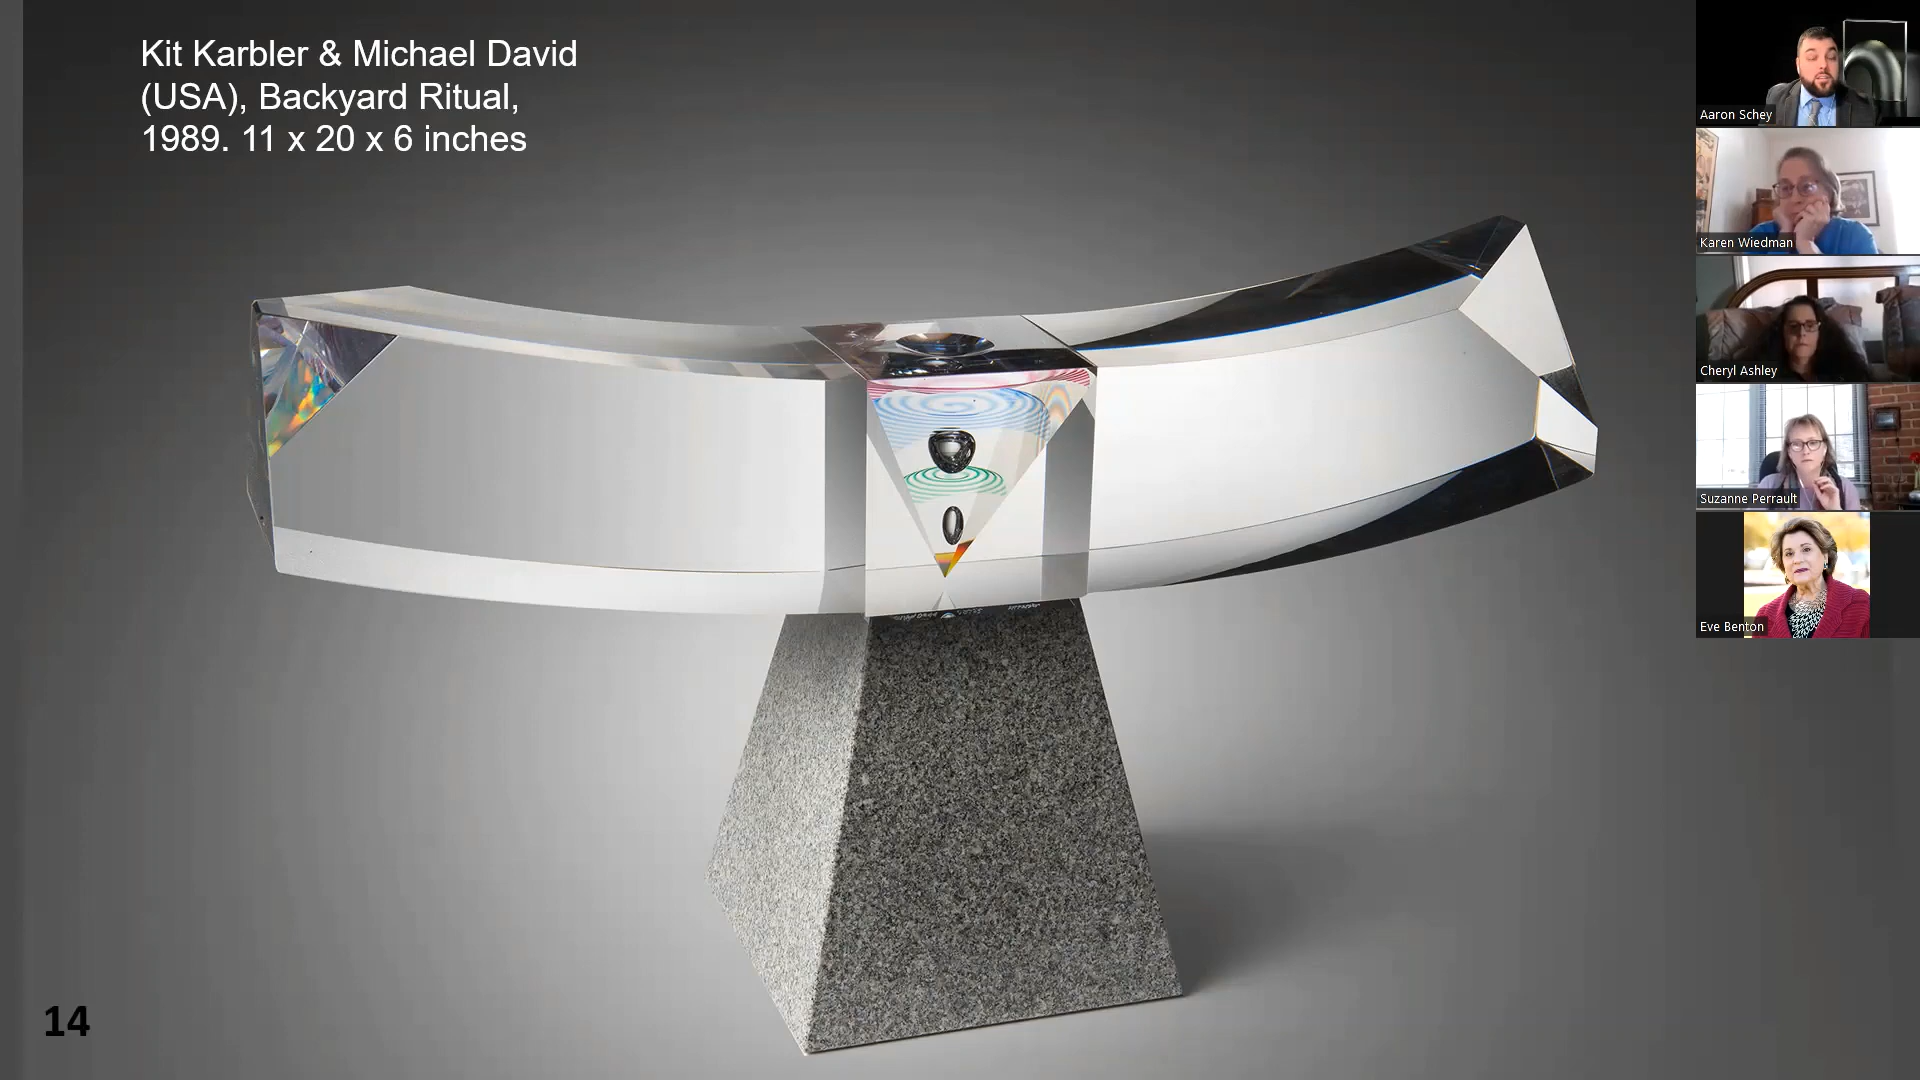 Kit Karbler & Michael David
(USA), Backyard Ritual,
1989. 11 x 20 x 6 inches
Aaron Schey
Karen Wiedman
Cheryl Ashley
Suzanne Perrault
Eve Benton
14